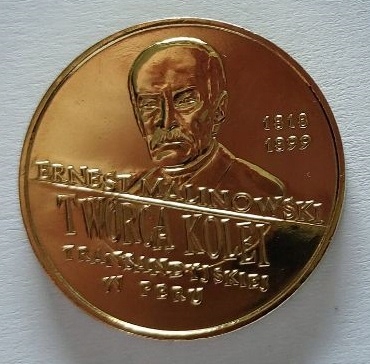 1818
1899
ERNEST MALINOWSKI
TWÓRCA KOLEI
TRANSANDYJSKIEJ
W PERU